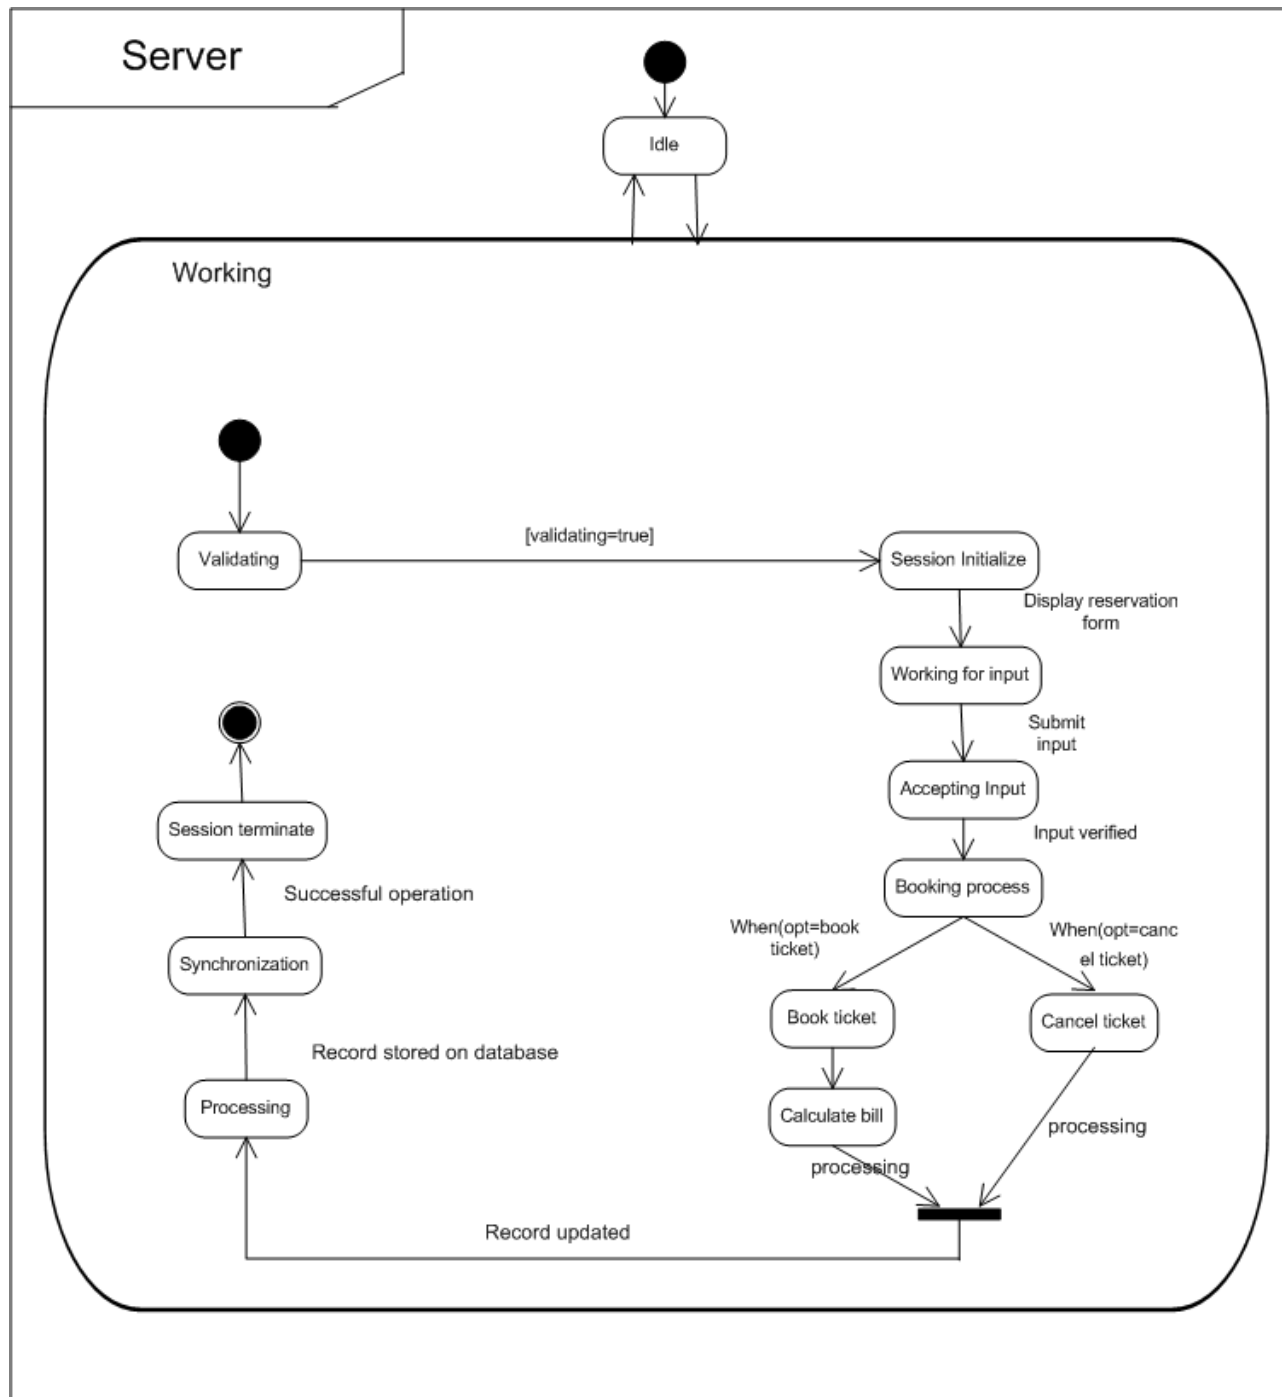 Server
Idle
Working
[validating=true]
Validating
Session Initialize
Display reservation
form
Working for input
Submit
input
Accepting Input
Input verified
Booking process
When(opt=book
ticket)
When(opt=canc
el ticket)
Book ticket
Cancel ticket
Calculate bill
processing
processing
Record updated
Processing
Record stored on database
Synchronization
Successful operation
Session terminate